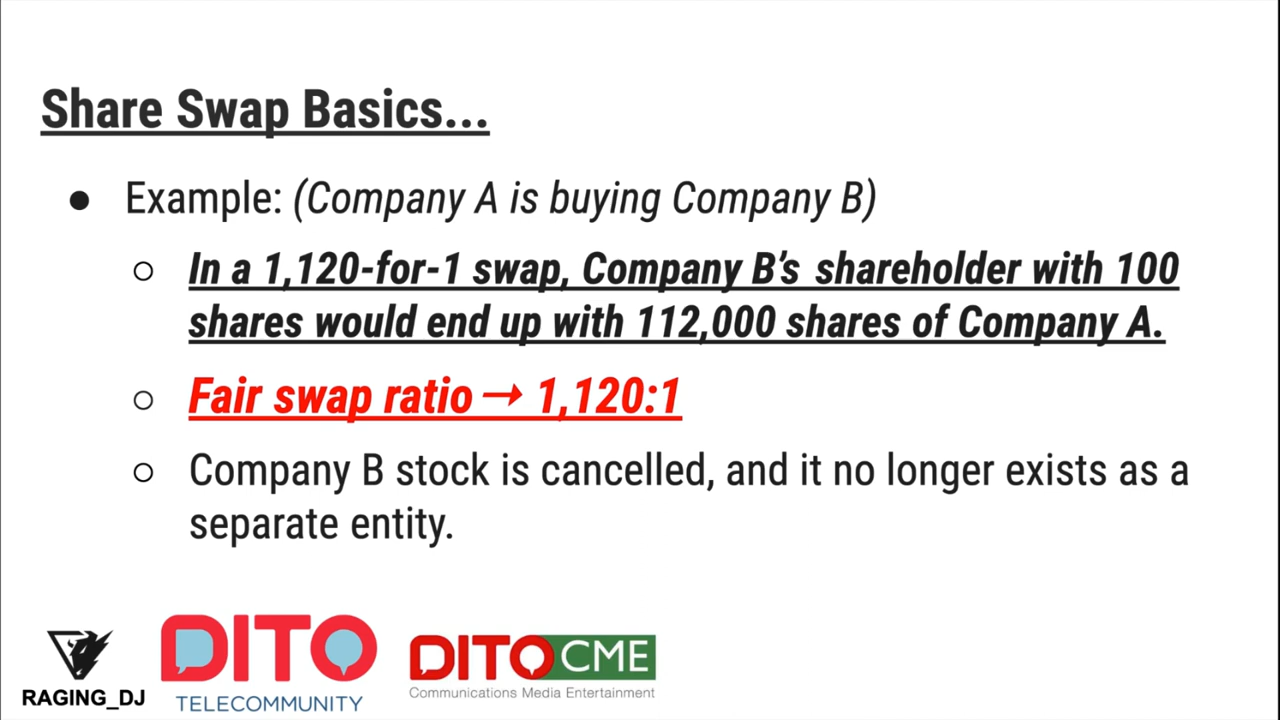 Share Swap Basics...
● Example: (Company A is buying Company B)
○ In a 1,120-for-1 swap, Company B’s shareholder with 100
shares would end up with 112,000 shares of Company A.
○ Fair swap ratio → 1,120:1
○ Company B stock is cancelled, and it no longer exists as a
separate entity.
RAGING_DJ
DITO
TELECOMMUNITY
DITO CME
Communications Media Entertainment